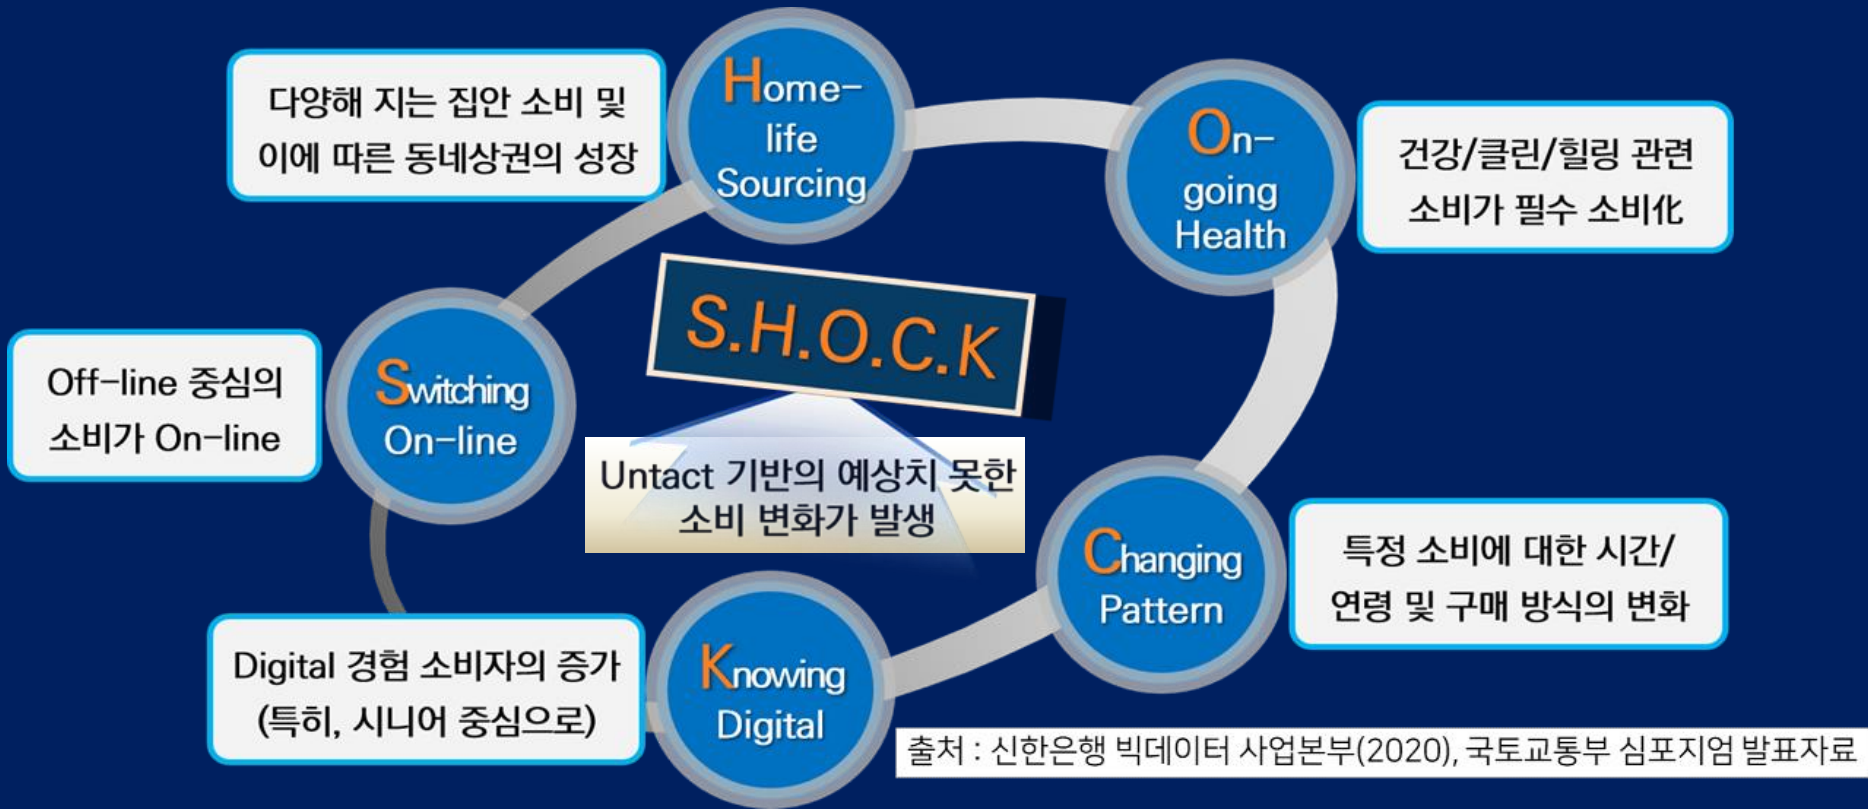 다양해 지는 집안 소비 및
이에 따른 동네상권의 성장
Home-
life
Sourcing
On-
going
Health
건강/클린/힐링 관련
소비가 필수 소비化
S.H.O.C.K
Off-line 중심의
소비가 On-line
Switching
On-line
Untact 기반의 예상치 못한
소비 변화가 발생
Changing
Pattern
특정 소비에 대한 시간/
연령 및 구매 방식의 변화
Digital 경험 소비자의 증가
(특히, 시니어 중심으로)
Knowing
Digital
출처 : 신한은행 빅데이터 사업본부(2020), 국토교통부 심포지엄 발표자료